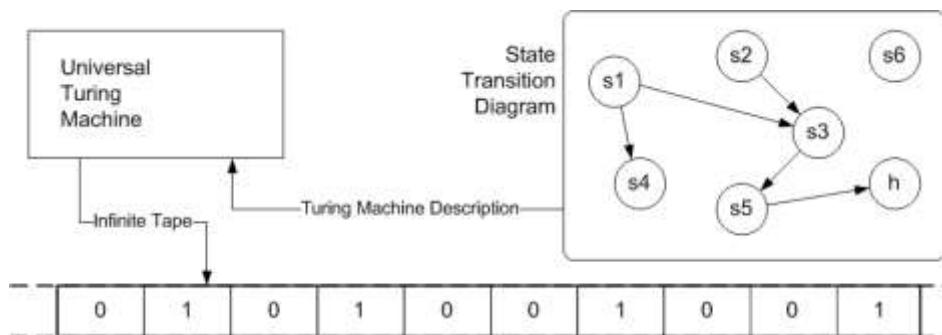 Universal
Turing
Machine
State
Transition
Diagram
s1
s2
s6
s3
s4
s5
h
Infinite Tape
Turing Machine Description
0 1 0 1 0 0 1 0 0 1